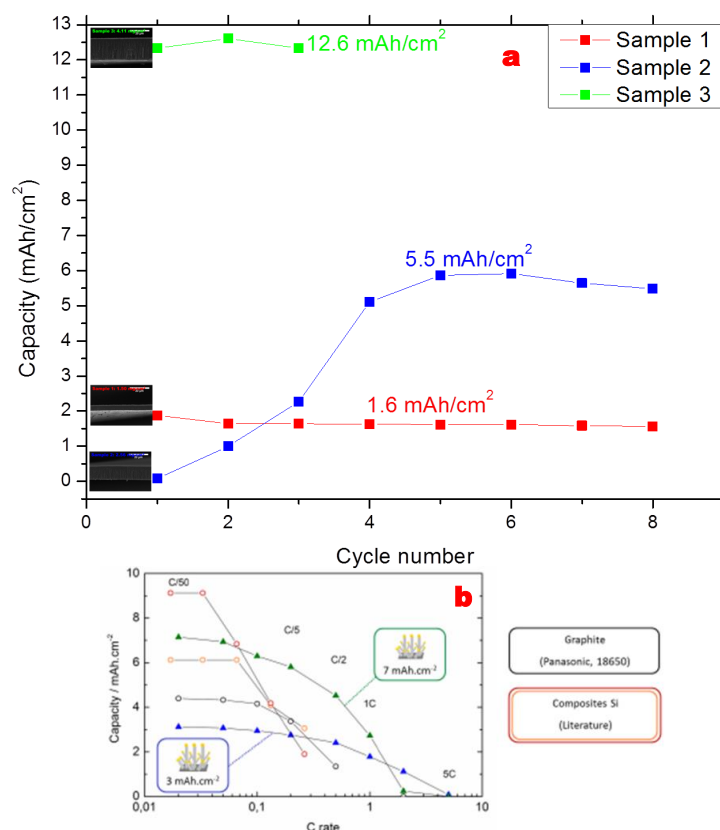 13
12
11
10
9
8
7
6
5
4
3
2
1
0
Capacity (mAh/cm²)
12.6 mAh/cm²
a
Sample 1
Sample 2
Sample 3
5.5 mAh/cm²
1.6 mAh/cm²
0 2 4 6 8
Cycle number
10
8
6
4
2
0
Capacity / mAh.cm⁻²
C/50
b
C/5
C/2
7 mAh.cm⁻²
1C
3 mAh.cm⁻²
5C
0,01 0,1 1 10
C rate
Graphite
(Panasonic, 18650)
Composites Si
(Literature)